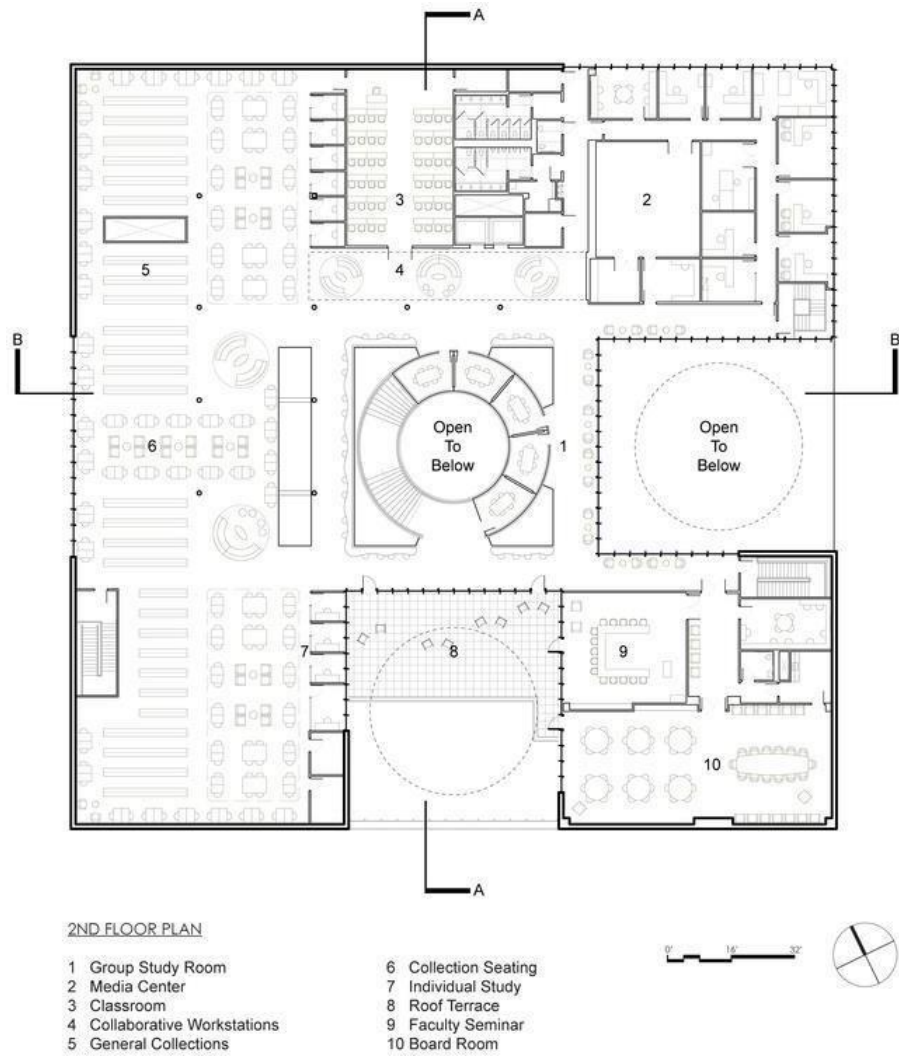 A
2
3
4
5
B
B
Open
To
Below
1
Open
To
Below
6
7
8
9
10
A
2ND FLOOR PLAN
0' 16' 32'
1 Group Study Room
2 Media Center
3 Classroom
4 Collaborative Workstations
5 General Collections
6 Collection Seating
7 Individual Study
8 Roof Terrace
9 Faculty Seminar
10 Board Room